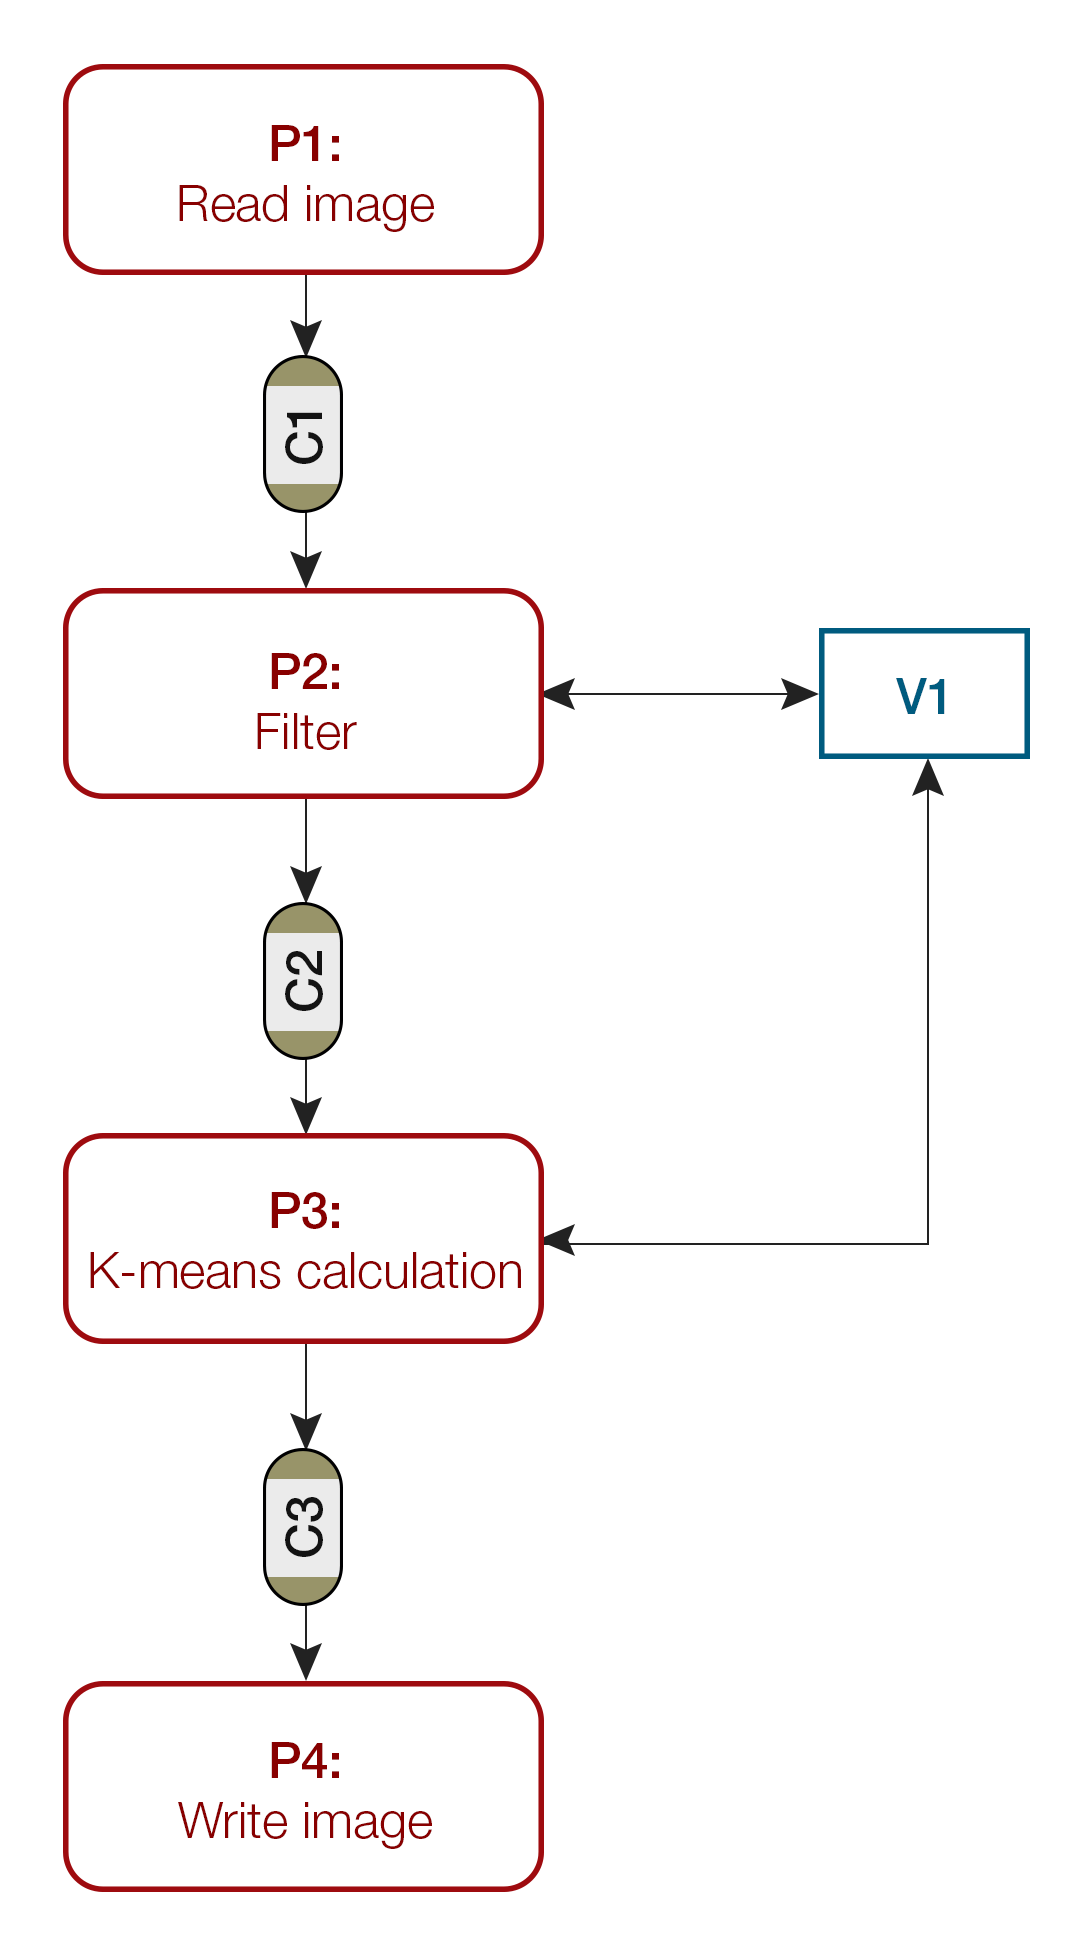 P1:
Read image
C1
P2:
Filter
V1
C2
P3:
K-means calculation
C3
P4:
Write image